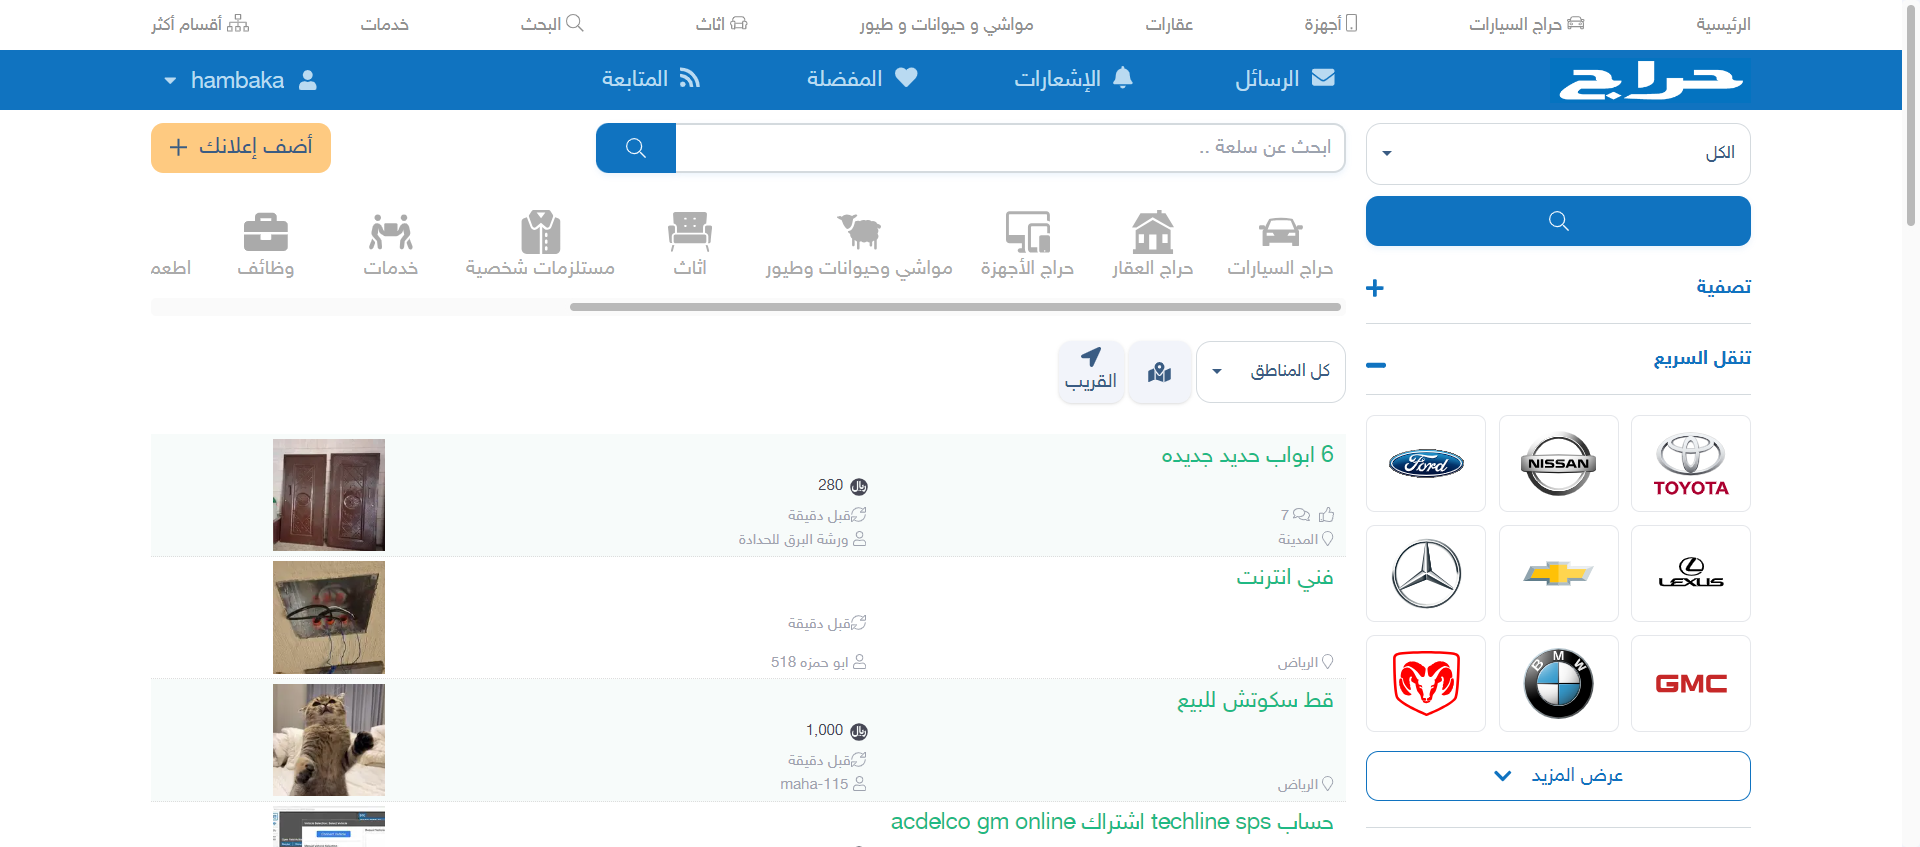 الرئيسية
حراج السيارات
أجهزة
عقارات
مواشي و حيوانات و طيور
اثاث
البحث
خدمات
أقسام أكثر
حراج
الرسائل
الإشعارات
المفضلة
المتابعة
hambaka
الكل
ابحث عن سلعة ..
أضف إعلانك +
حراج السيارات
حراج العقار
حراج الأجهزة
مواشي وحيوانات وطيور
اثاث
مستلزمات شخصية
خدمات
وظائف
اطعم
تصفية
تنقل السريع
كل المناطق
القريب
TOYOTA
NISSAN
Ford
LEXUS
GMC
BMW
عرض المزيد
6 ابواب حديد جديده
ريال 280
7
قبل دقيقة
المدينة
ورشة البرق للحدادة
فني انترنت
قبل دقيقة
الرياض
ابو حمزه 518
قط سكوتش للبيع
ريال 1,000
قبل دقيقة
الرياض
maha-115
حساب techline sps اشتراك acdelco gm online